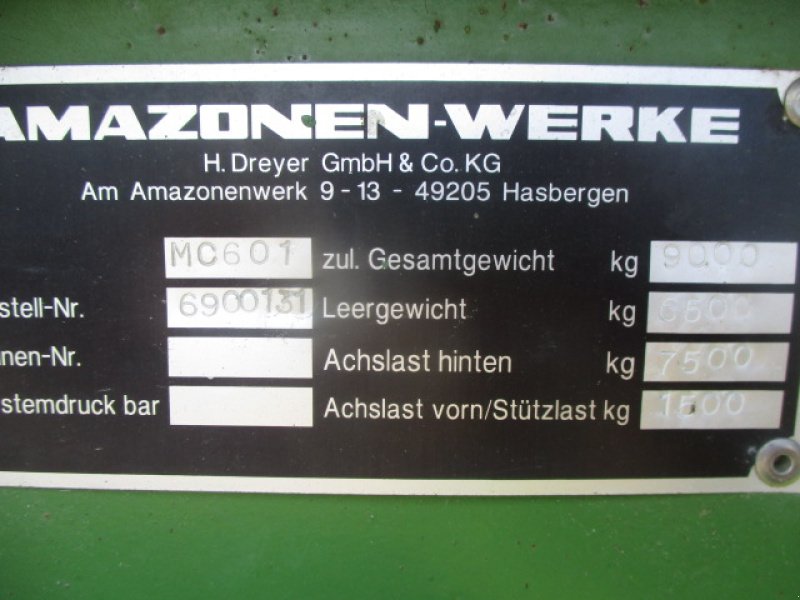 AMAZONEN-WERKE
H. Dreyer GmbH & Co. KG
Am Amazonenwerk 9 - 13 - 49205 Hasbergen
MC601 zul. Gesamtgewicht kg 9000
stell-Nr. 6900131 Leergewicht kg 6500
nen-Nr. Achslast hinten kg 7500
stemdruck bar Achslast vorn/Stützlast kg 1500